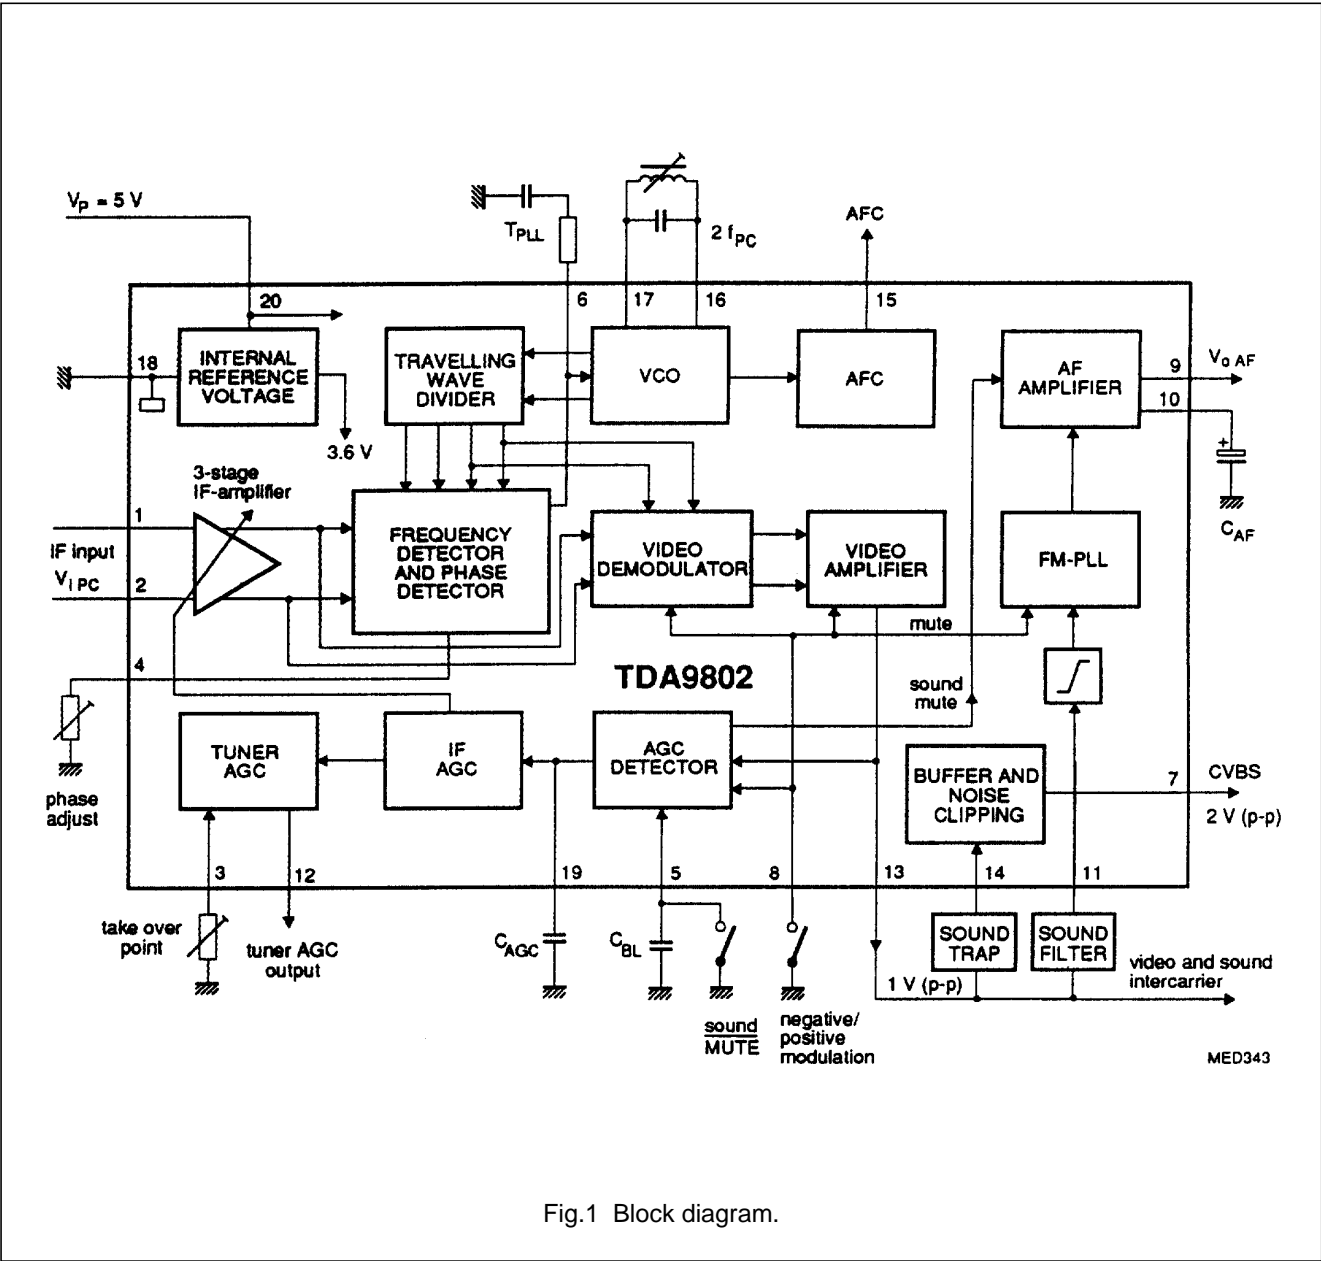 V_P = 5 V
T_PLL
2 f_PC
AFC
20
6
17
16
15
18
INTERNAL
REFERENCE
VOLTAGE
TRAVELLING
WAVE
DIVIDER
VCO
AFC
AF
AMPLIFIER
9
V_o AF
10
3.6 V
3-stage
IF-amplifier
+
C_AF
1
IF input
V_i PC
2
FREQUENCY
DETECTOR
AND PHASE
DETECTOR
VIDEO
DEMODULATOR
VIDEO
AMPLIFIER
FM-PLL
mute
4
TDA9802
sound
mute
phase
adjust
TUNER
AGC
IF
AGC
AGC
DETECTOR
BUFFER AND
NOISE
CLIPPING
7
CVBS
2 V (p-p)
3
12
19
5
8
13
14
11
take over
point
tuner AGC
output
C_AGC
C_BL
SOUND
TRAP
SOUND
FILTER
video and sound
intercarrier
1 V (p-p)
sound
MUTE
negative/
positive
modulation
MED343
Fig.1 Block diagram.